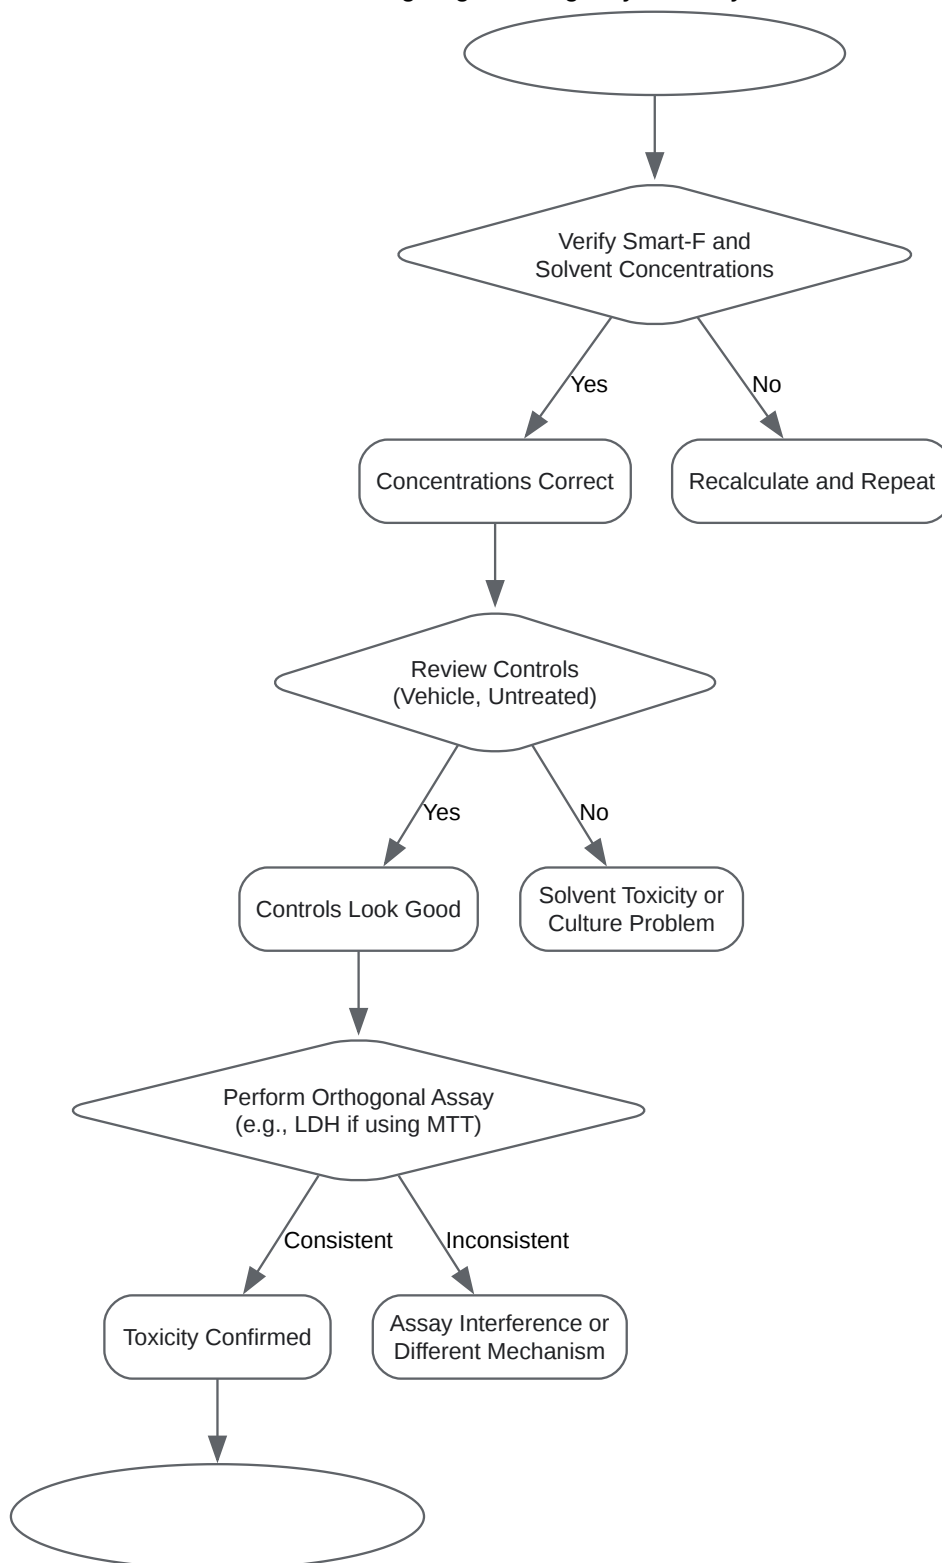 Verify Smart-F and
Solvent Concentrations
Yes
No
Concentrations Correct
Recalculate and Repeat
Review Controls
(Vehicle, Untreated)
Yes
No
Controls Look Good
Solvent Toxicity or
Culture Problem
Perform Orthogonal Assay
(e.g., LDH if using MTT)
Consistent
Inconsistent
Toxicity Confirmed
Assay Interference or
Different Mechanism